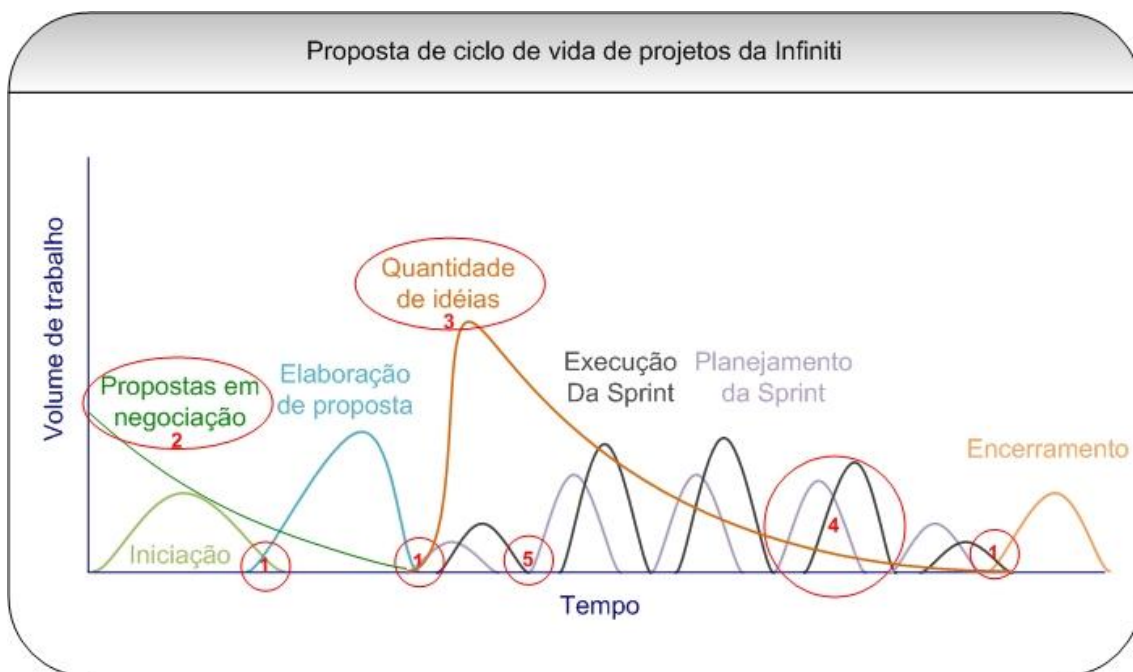 Proposta de ciclo de vida de projetos da Infiniti
Volume de trabalho
Quantidade
de idéias
3
Propostas em
negociação
2
Elaboração
de proposta
Execução
Da Sprint
Planejamento
da Sprint
Encerramento
Iniciação
1
1
5
4
1
Tempo